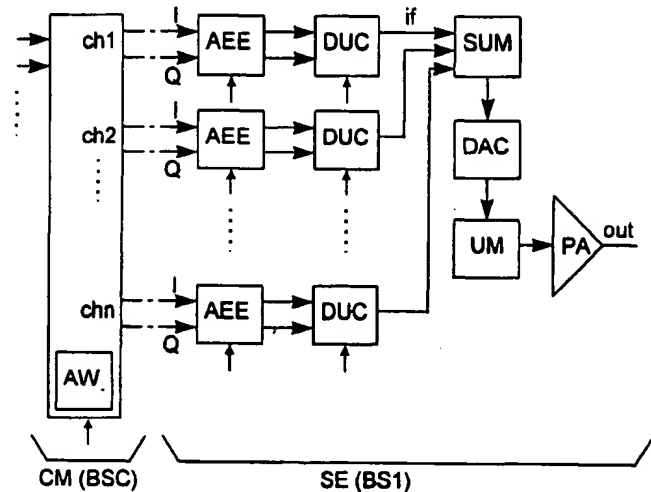 ch1
I
Q
AEE
DUC
if
SUM
ch2
I
Q
AEE
DUC
DAC
UM
PA
out
chn
I
Q
AEE
DUC
AW
CM (BSC)
SE (BS1)